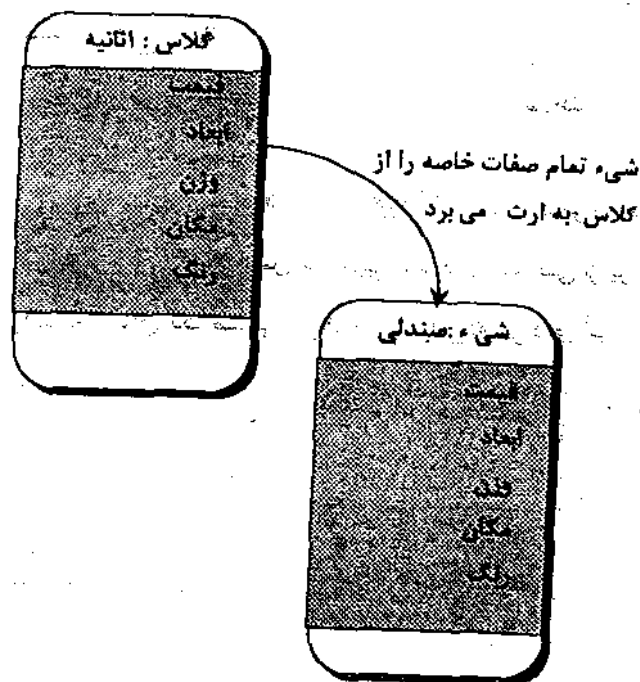 کلاس : اثاثیه
قیمت
ابعاد
وزن
مکان
رنگ
شیء تمام صفات خاصه را از
کلاس به ارث می برد
شیء : صندلی
قیمت
ابعاد
وزن
مکان
رنگ